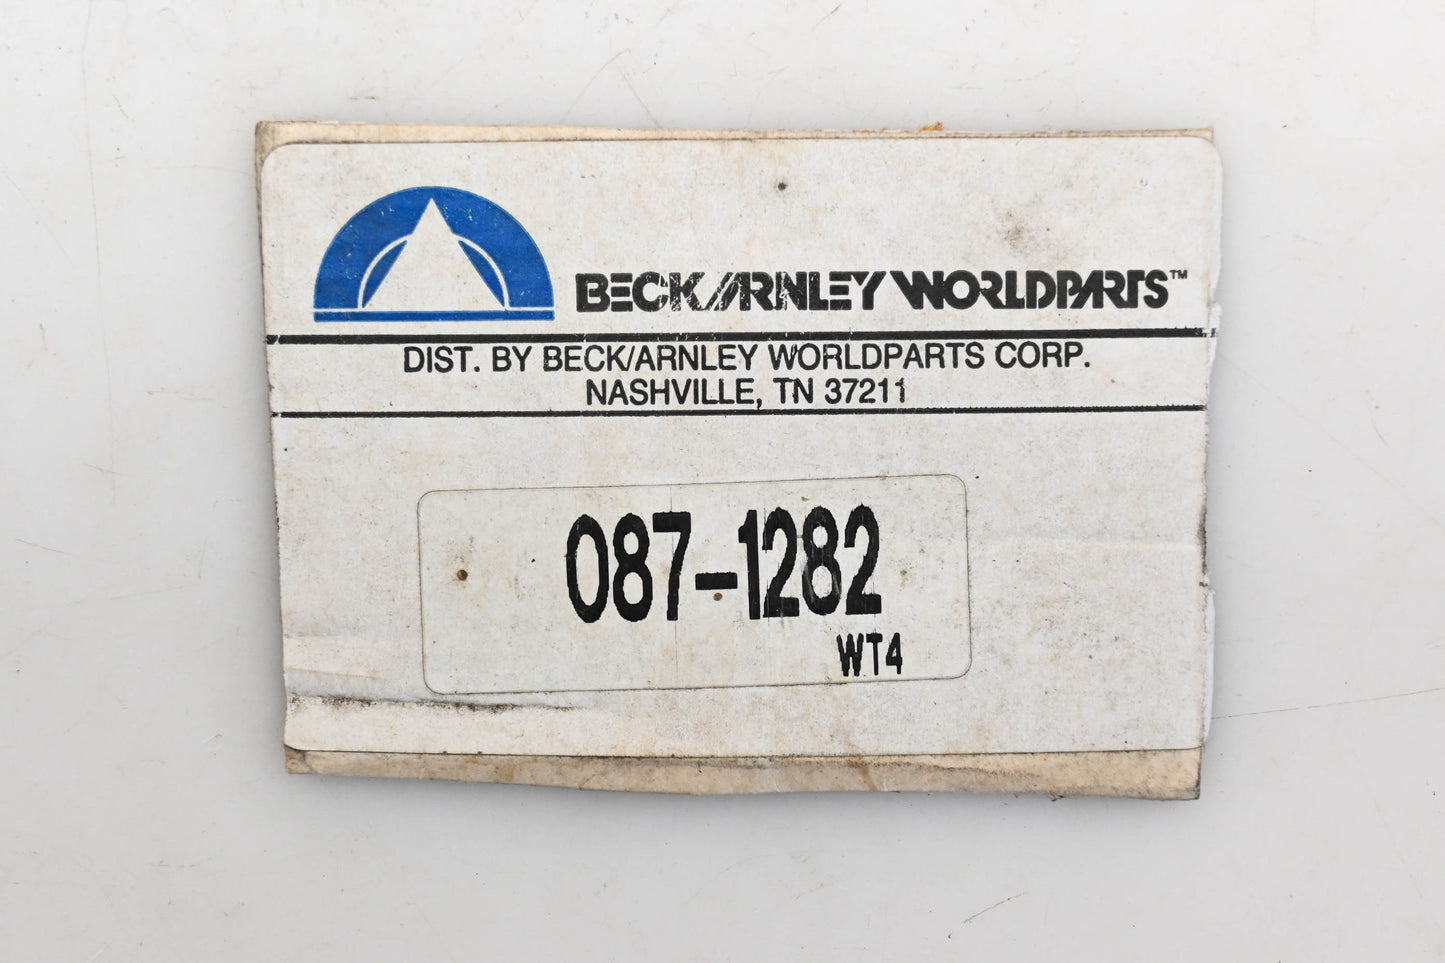 BECK/ARNLEY WORLDPARTS™
DIST. BY BECK/ARNLEY WORLDPARTS CORP.
NASHVILLE, TN 37211
087-1282
WT4